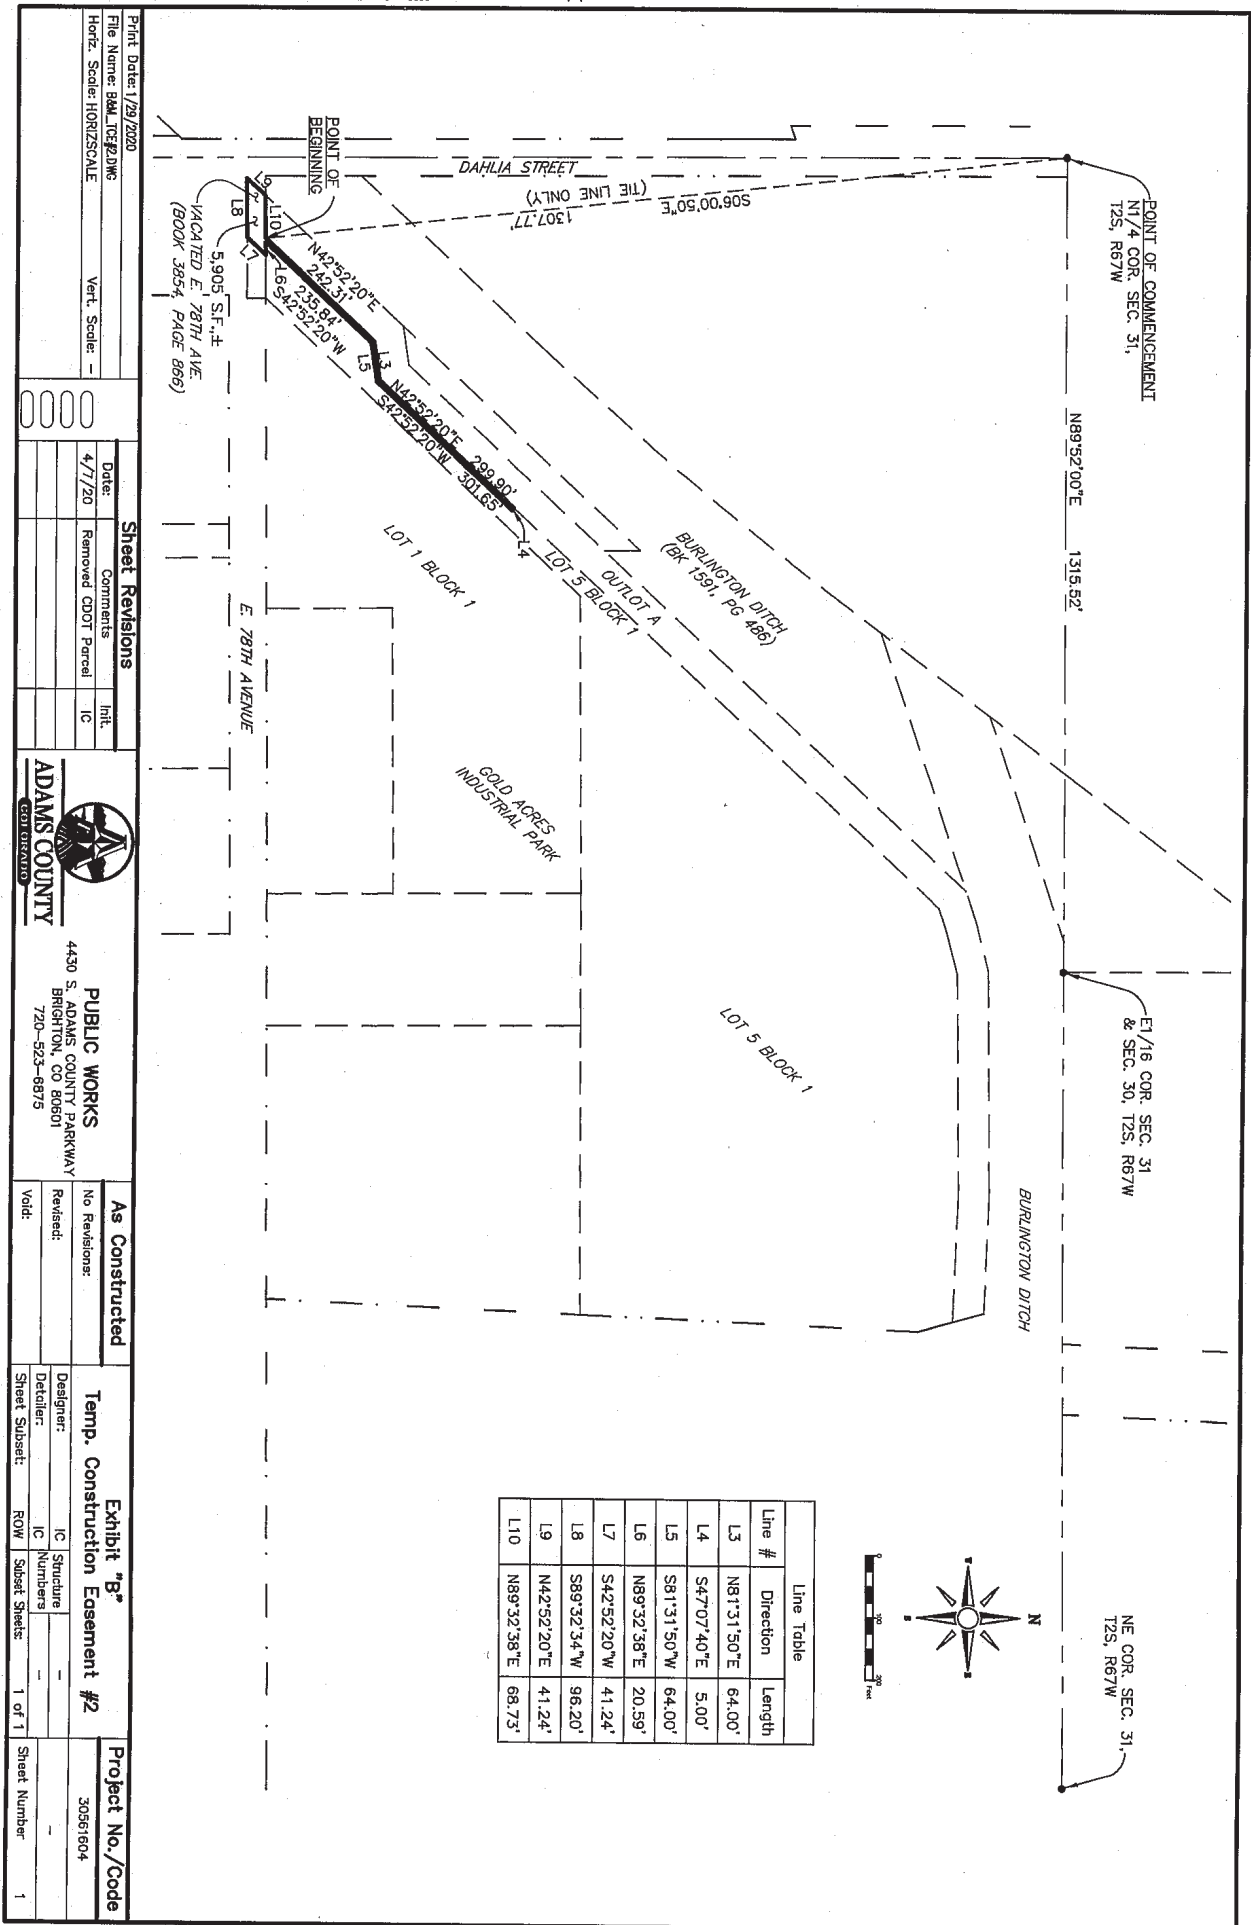 POINT OF COMMENCEMENT
N1/4 COR. SEC. 31,
T2S, R67W
N89°52'00"E 1315.52'
E1/16 COR. SEC. 31
& SEC. 30, T2S, R67W
NE COR. SEC. 31,
T2S, R67W
BURLINGTON DITCH
N
0 100 200
Feet
DAHLIA STREET
S06°00'50"E
(TIE LINE ONLY)
1307.77'
BURLINGTON DITCH
(BK 1591, PG 486)
OUTLOT A
LOT 5 BLOCK 1
LOT 5 BLOCK 1
POINT OF
BEGINNING
N42°52'20"E
242.31'
235.84'
S42°52'20"W
L3
L5
N42°52'20"E 299.90'
S42°52'20"W 301.65'
L4
LOT 1 BLOCK 1
GOLD ACRES
INDUSTRIAL PARK
L9
L10
L8
L7
L6
5,905 S.F.±
VACATED E. 78TH AVE.
(BOOK 3854, PAGE 866)
E. 78TH AVENUE
Line Table
Line # Direction Length
L3 N81°31'50"E 64.00'
L4 S47°07'40"E 5.00'
L5 S81°31'50"W 64.00'
L6 N89°32'38"E 20.59'
L7 S42°52'20"W 41.24'
L8 S89°32'34"W 96.20'
L9 N42°52'20"E 41.24'
L10 N89°32'38"E 68.73'
Print Date: 1/29/2020
File Name: B&M_TCE#2.DWG
Horiz. Scale: HORIZSCALE Vert. Scale: -
Sheet Revisions
Date: Comments Init.
4/7/20 Removed CDOT Parcel IC
ADAMS COUNTY
COLORADO
PUBLIC WORKS
4430 S. ADAMS COUNTY PARKWAY
BRIGHTON, CO 80601
720-523-6875
As Constructed
No Revisions:
Revised:
Void:
Exhibit "B"
Temp. Construction Easement #2
Designer: IC Structure -
Detailer: IC Numbers -
Sheet Subset: ROW Subset Sheets: 1 of 1
Project No./Code
30561604
-
Sheet Number 1